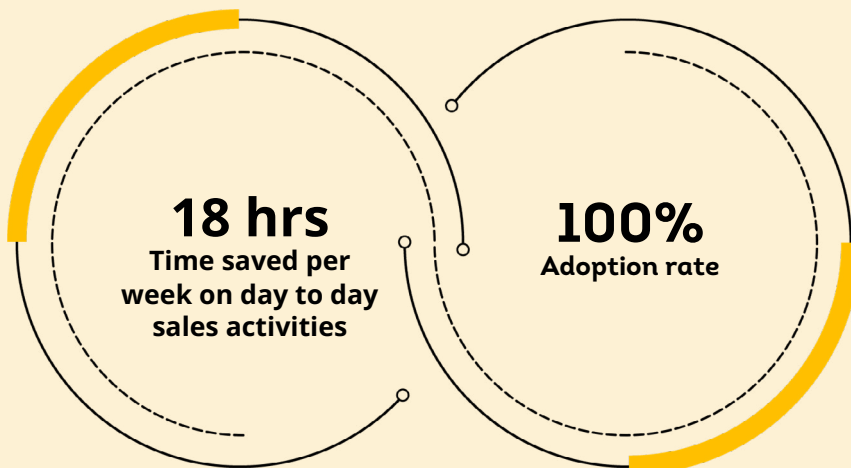 18 hrs
Time saved per
week on day to day
sales activities
100%
Adoption rate